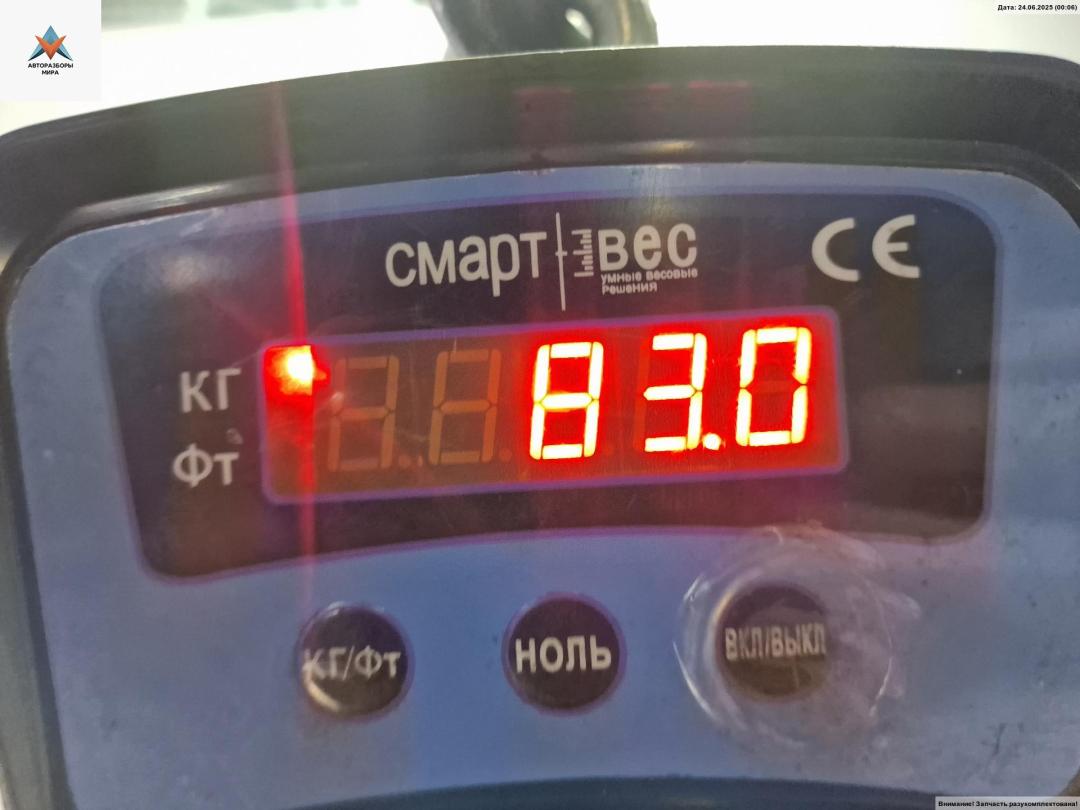 Дата: 24.06.2025 (00:06)
АВТОРАЗБОРЫ
МИРА
смарт вес
умные весовые
решения
CE
КГ
83.0
ФТ
КГ/ФТ
НОЛЬ
ВКЛ/ВЫКЛ
Внимание! Запчасть разукомплектована!